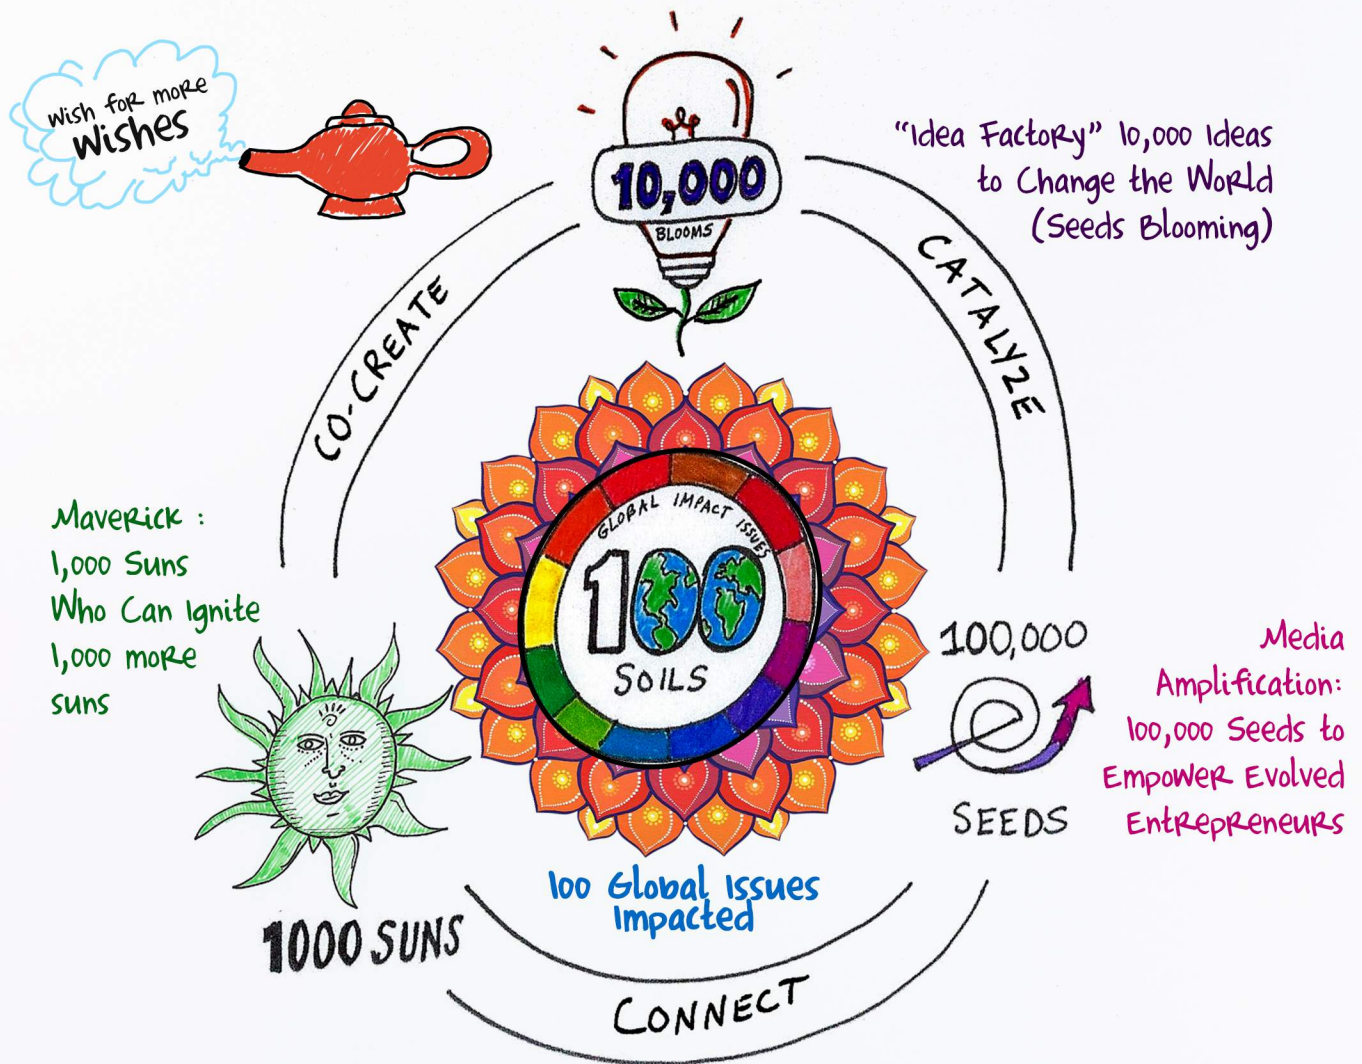 Wish for more
Wishes
10,000
BLOOMS
"Idea Factory" 10,000 Ideas
to Change the World
(Seeds Blooming)
CO-CREATE
CATALYZE
Maverick :
1,000 Suns
Who Can Ignite
1,000 more
suns
GLOBAL IMPACT ISSUES
100
SOILS
100,000
SEEDS
Media
Amplification:
100,000 Seeds to
Empower Evolved
Entrepreneurs
100 Global Issues
Impacted
1000 SUNS
CONNECT